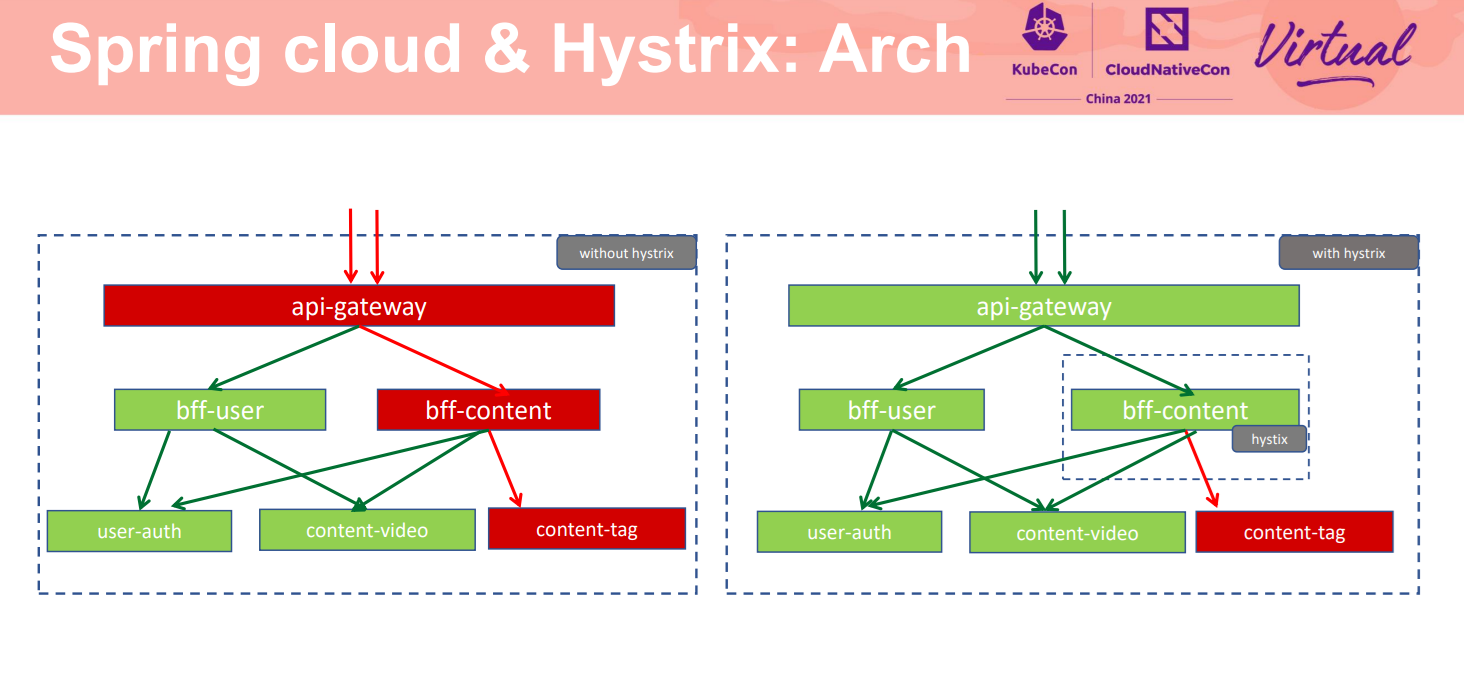 Spring cloud & Hystrix: Arch
KubeCon
CloudNativeCon
Virtual
China 2021
without hystrix
api-gateway
bff-user
bff-content
user-auth
content-video
content-tag
with hystrix
api-gateway
bff-user
bff-content
hystix
user-auth
content-video
content-tag